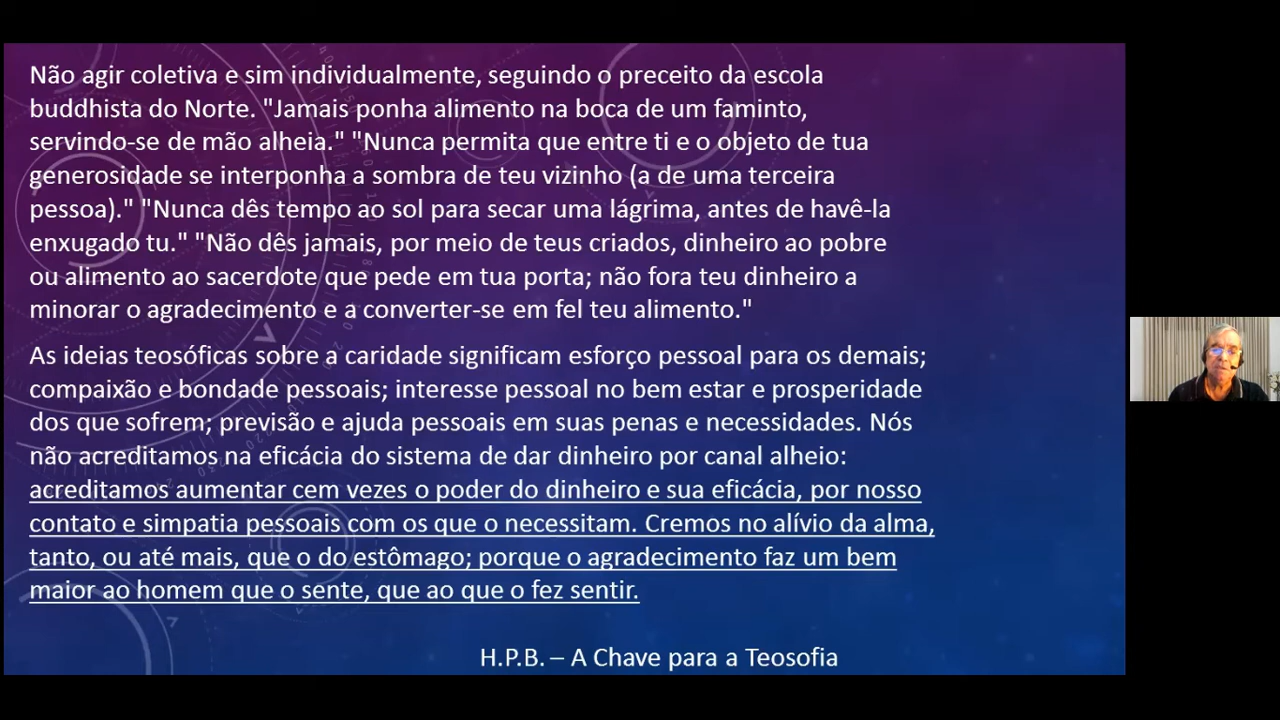 Não agir coletiva e sim individualmente, seguindo o preceito da escola
buddhista do Norte. "Jamais ponha alimento na boca de um faminto,
servindo-se de mão alheia." "Nunca permita que entre ti e o objeto de tua
generosidade se interponha a sombra de teu vizinho (a de uma terceira
pessoa)." "Nunca dês tempo ao sol para secar uma lágrima, antes de havê-la
enxugado tu." "Não dês jamais, por meio de teus criados, dinheiro ao pobre
ou alimento ao sacerdote que pede em tua porta; não fora teu dinheiro a
minorar o agradecimento e a converter-se em fel teu alimento."
As ideias teosóficas sobre a caridade significam esforço pessoal para os demais;
compaixão e bondade pessoais; interesse pessoal no bem estar e prosperidade
dos que sofrem; previsão e ajuda pessoais em suas penas e necessidades. Nós
não acreditamos na eficácia do sistema de dar dinheiro por canal alheio:
acreditamos aumentar cem vezes o poder do dinheiro e sua eficácia, por nosso
contato e simpatia pessoais com os que o necessitam. Cremos no alívio da alma,
tanto, ou até mais, que o do estômago; porque o agradecimento faz um bem
maior ao homem que o sente, que ao que o fez sentir.
H.P.B. – A Chave para a Teosofia